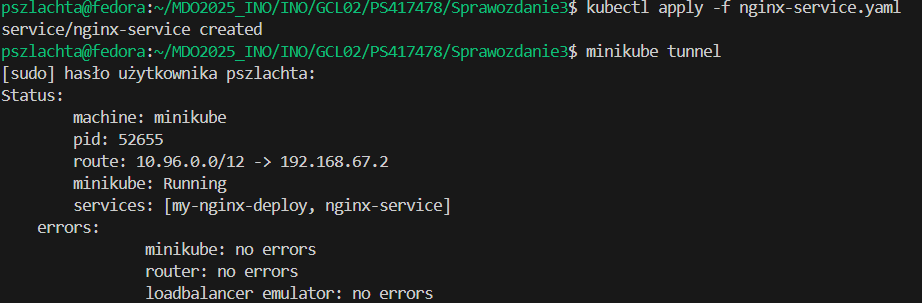 pszlachta@fedora:~/MDO2025_INO/INO/GCL02/PS417478/Sprawozdanie3$ kubectl apply -f nginx-service.yaml
service/nginx-service created
pszlachta@fedora:~/MDO2025_INO/INO/GCL02/PS417478/Sprawozdanie3$ minikube tunnel
[sudo] hasło użytkownika pszlachta:
Status:
machine: minikube
pid: 52655
route: 10.96.0.0/12 -> 192.168.67.2
minikube: Running
services: [my-nginx-deploy, nginx-service]
errors:
minikube: no errors
router: no errors
loadbalancer emulator: no errors